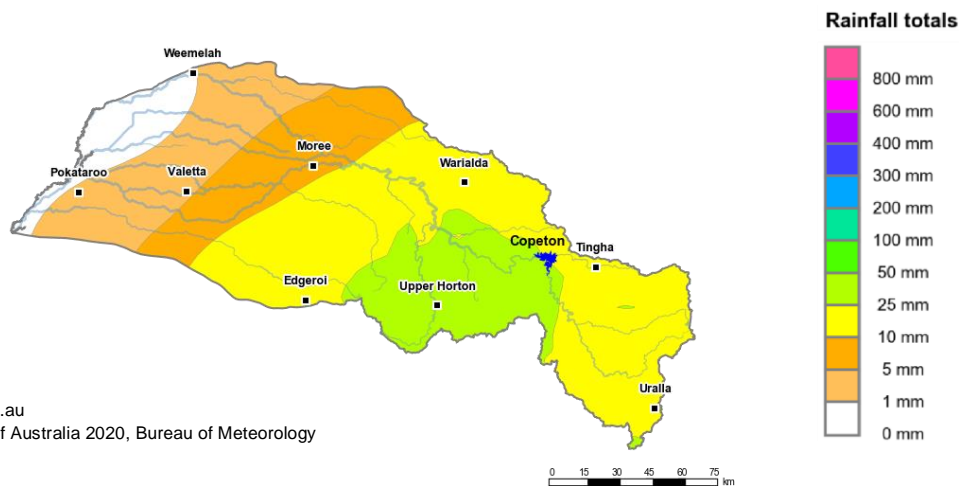 Rainfall totals
800 mm
600 mm
400 mm
300 mm
200 mm
100 mm
50 mm
25 mm
10 mm
5 mm
1 mm
0 mm
Weemelah
Moree
Pokataroo
Valetta
Warialda
Copeton
Tingha
Edgeroi
Upper Horton
Uralla
.au
f Australia 2020, Bureau of Meteorology
0 15 30 45 60 75
km